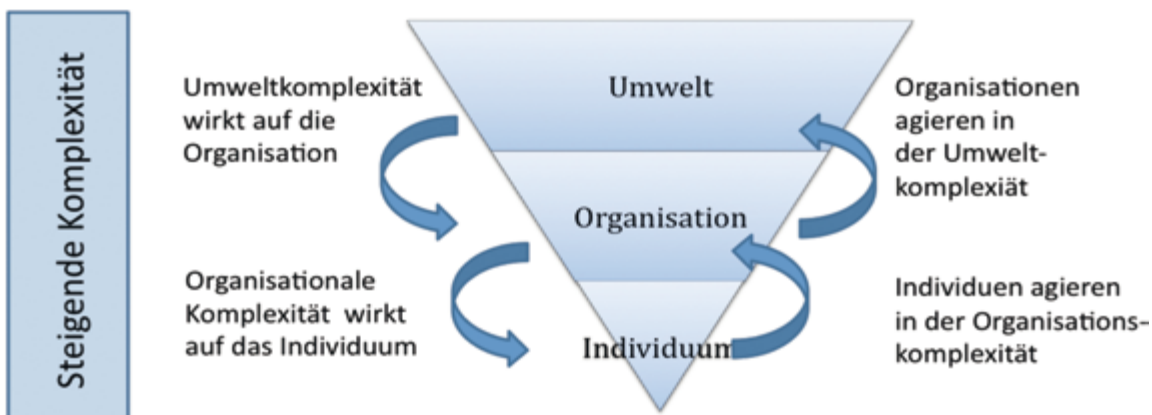 Steigende Komplexität
Umweltkomplexität
wirkt auf die
Organisation
Organisationale
Komplexität wirkt
auf das Individuum
Umwelt
Organisation
Individuum
Organisationen
agieren in
der Umwelt-
komplexiät
Individuen agieren
in der Organisations-
komplexität